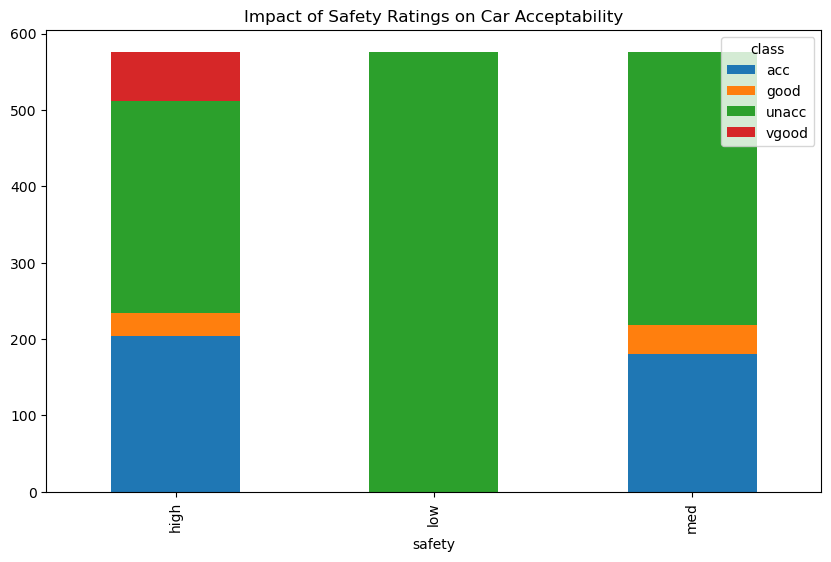 Impact of Safety Ratings on Car Acceptability
600
500
400
300
200
100
0
class
acc
good
unacc
vgood
high
low
med
safety